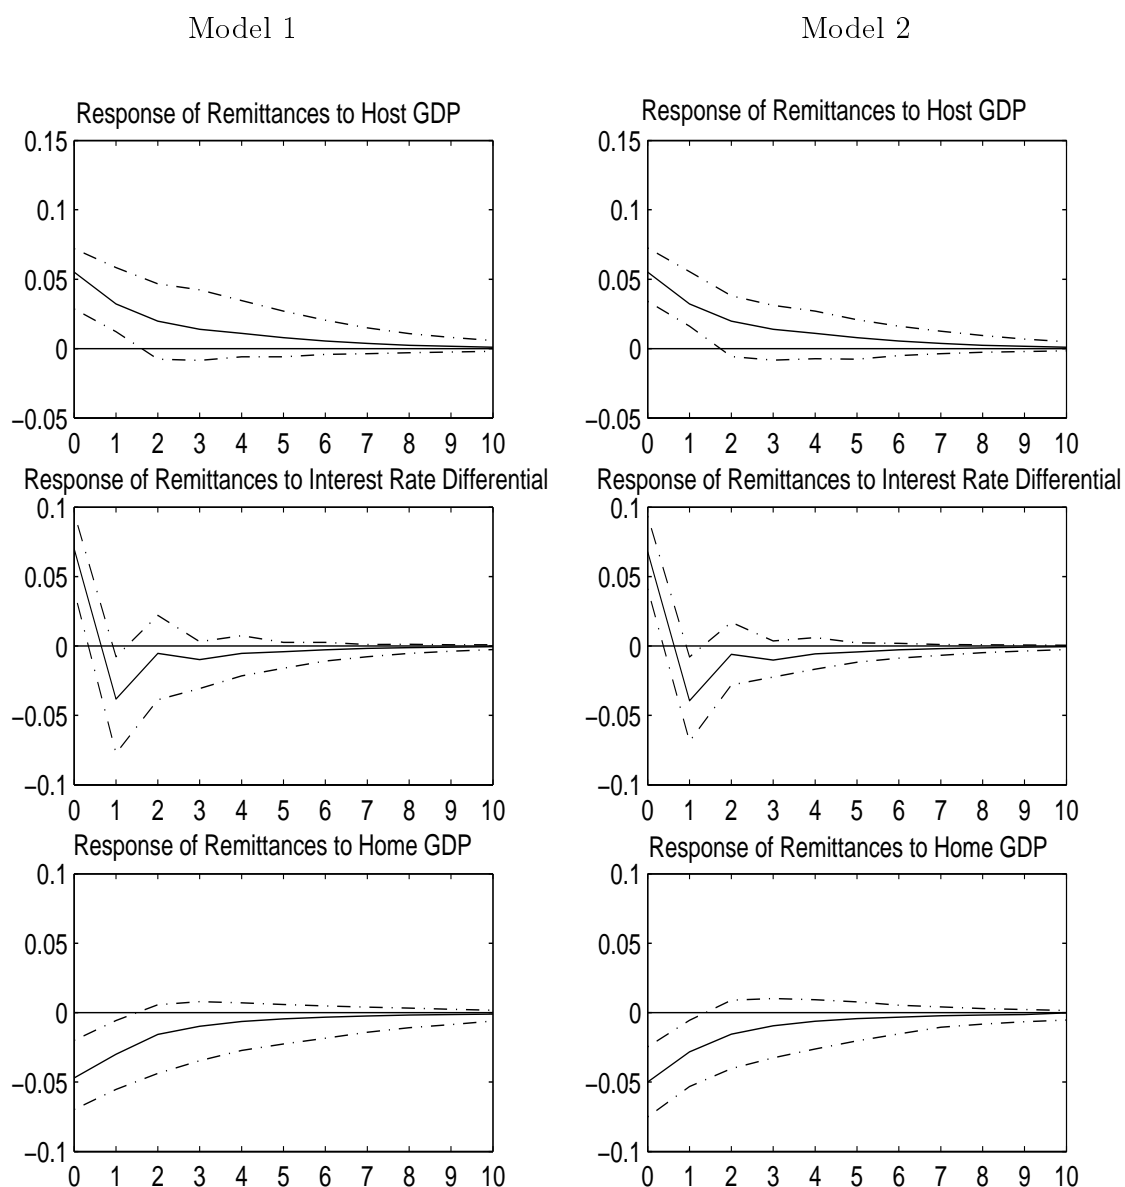 Model 1
Model 2
Response of Remittances to Host GDP
0.15
0.1
0.05
0
−0.05
0 1 2 3 4 5 6 7 8 9 10
Response of Remittances to Host GDP
0.15
0.1
0.05
0
−0.05
0 1 2 3 4 5 6 7 8 9 10
Response of Remittances to Interest Rate Differential
0.1
0.05
0
−0.05
−0.1
0 1 2 3 4 5 6 7 8 9 10
Response of Remittances to Interest Rate Differential
0.1
0.05
0
−0.05
−0.1
0 1 2 3 4 5 6 7 8 9 10
Response of Remittances to Home GDP
0.1
0.05
0
−0.05
−0.1
0 1 2 3 4 5 6 7 8 9 10
Response of Remittances to Home GDP
0.1
0.05
0
−0.05
−0.1
0 1 2 3 4 5 6 7 8 9 10